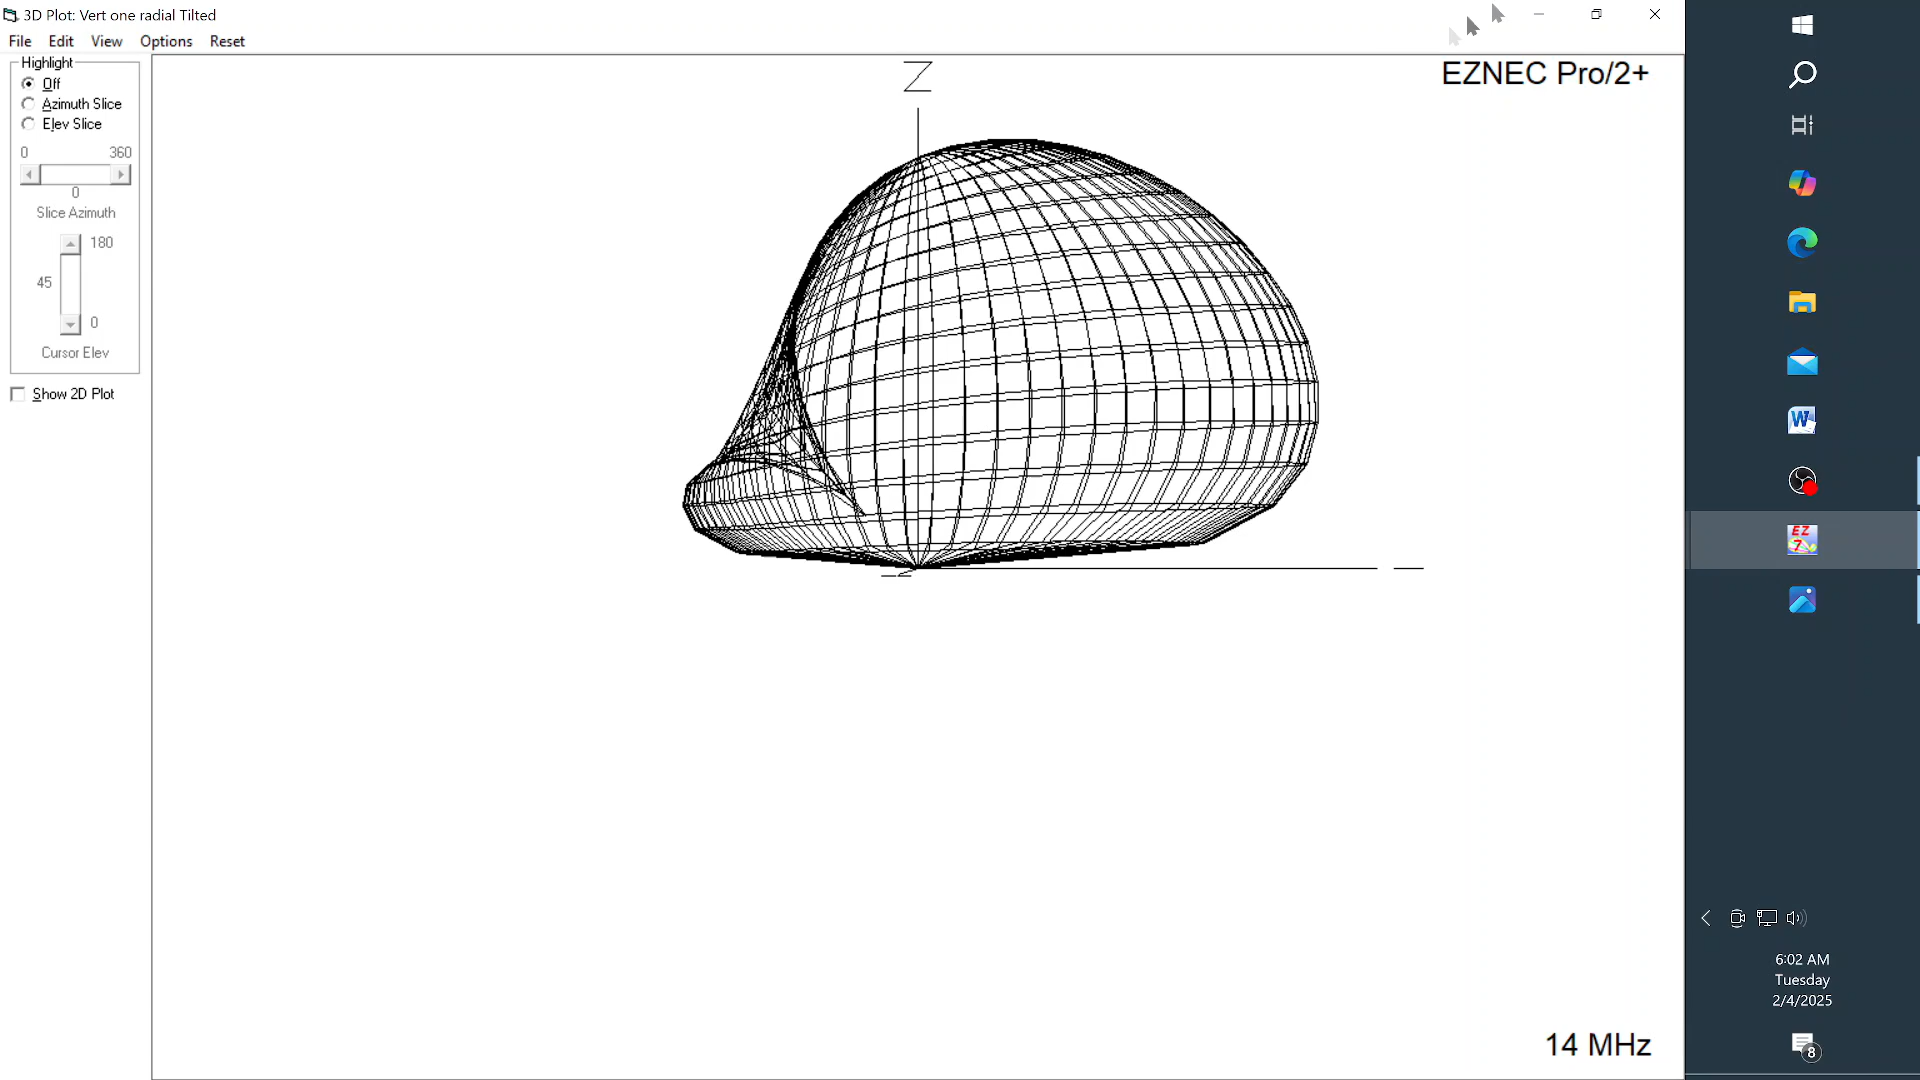 3D Plot: Vert one radial Tilted
File Edit View Options Reset
Highlight
Off
Azimuth Slice
Elev Slice
0 360
0
Slice Azimuth
180
45
0
Cursor Elev
Show 2D Plot
Z
EZNEC Pro/2+
14 MHz
W
EZ
7
6:02 AM
Tuesday
2/4/2025
8